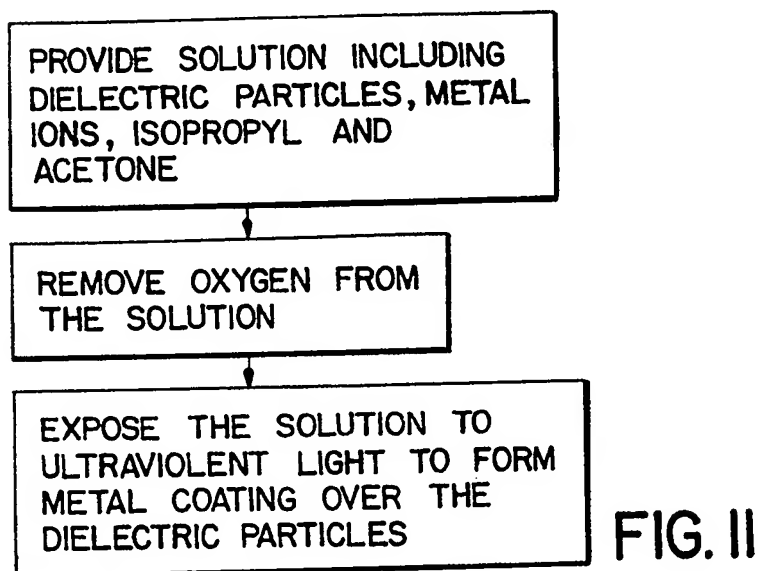 PROVIDE SOLUTION INCLUDING
DIELECTRIC PARTICLES, METAL
IONS, ISOPROPYL AND
ACETONE
REMOVE OXYGEN FROM
THE SOLUTION
EXPOSE THE SOLUTION TO
ULTRAVIOLENT LIGHT TO FORM
METAL COATING OVER THE
DIELECTRIC PARTICLES
FIG. 11